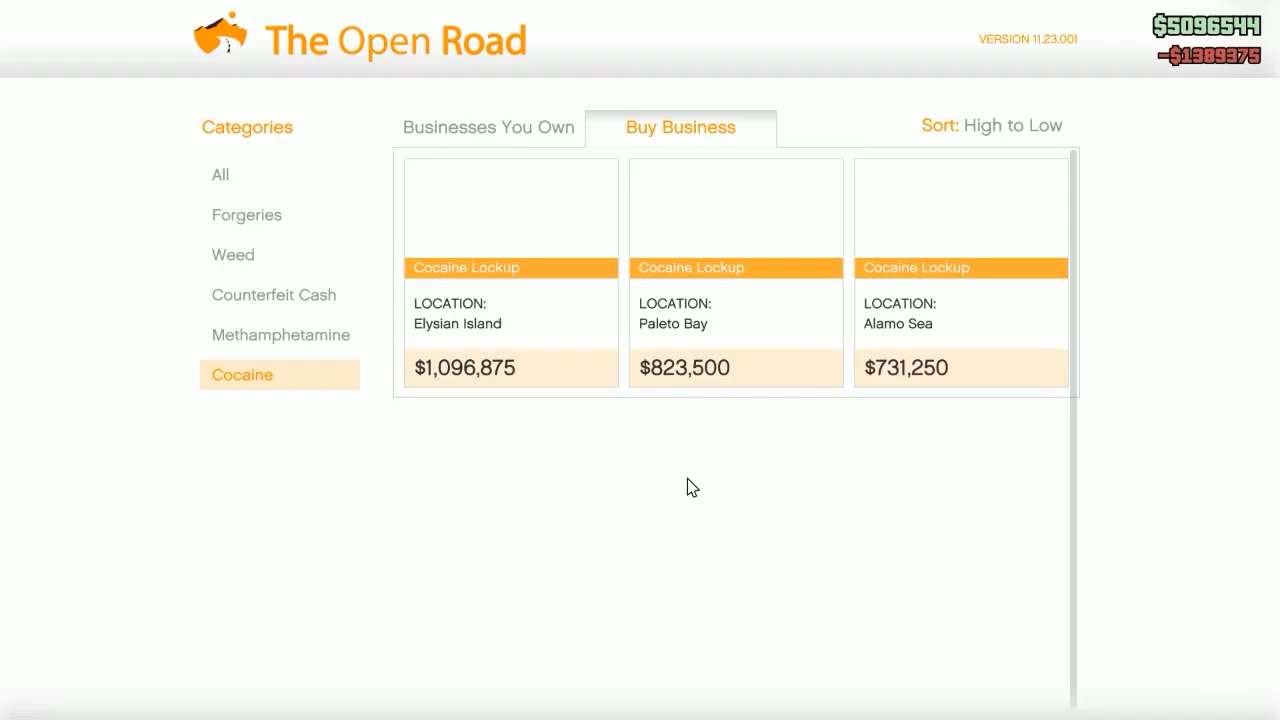 The Open Road
VERSION 11.23.001
$5096544
-$1389375
Categories
All
Forgeries
Weed
Counterfeit Cash
Methamphetamine
Cocaine
Businesses You Own
Buy Business
Sort: High to Low
Cocaine Lockup
LOCATION:
Elysian Island
$1,096,875
Cocaine Lockup
LOCATION:
Paleto Bay
$823,500
Cocaine Lockup
LOCATION:
Alamo Sea
$731,250